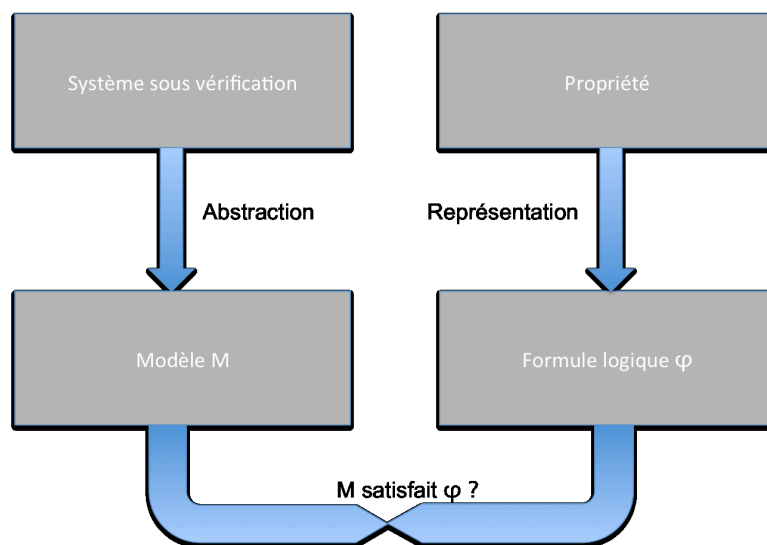 Système sous vérification
Propriété
Abstraction
Représentation
Modèle M
Formule logique φ
M satisfait φ ?